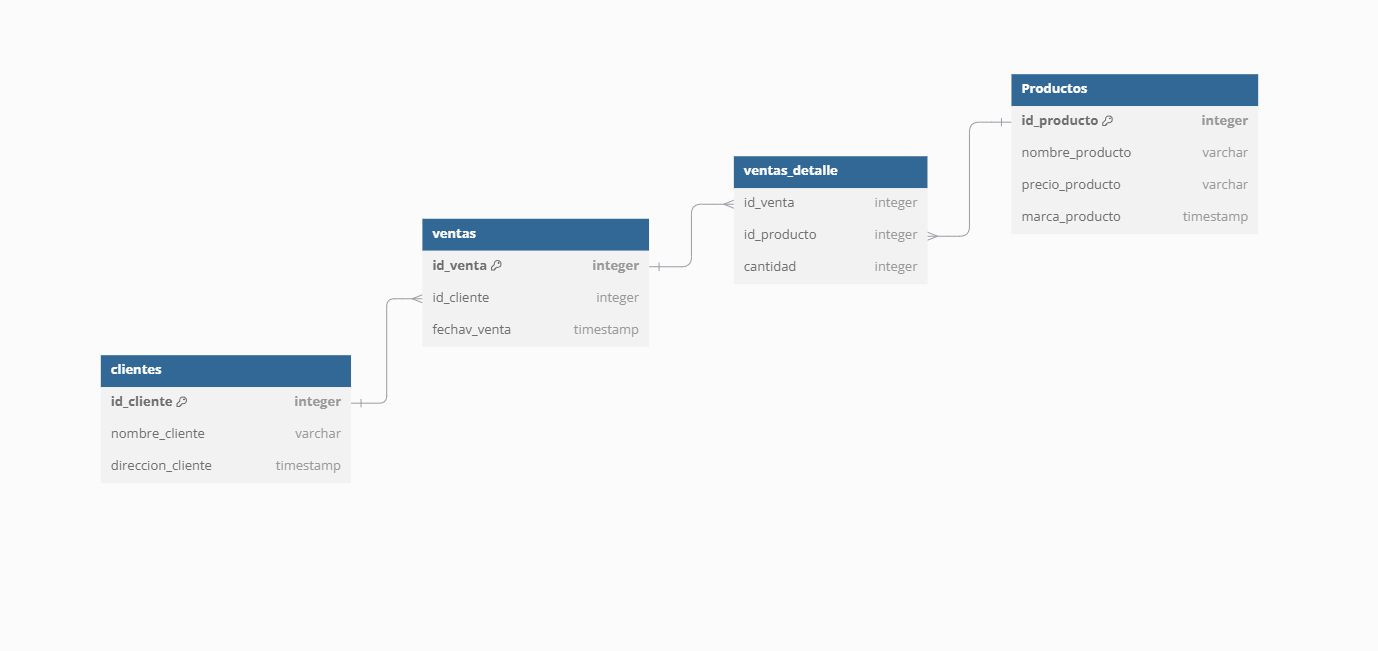 clientes
id_cliente integer
nombre_cliente varchar
direccion_cliente timestamp
ventas
id_venta integer
id_cliente integer
fechav_venta timestamp
ventas_detalle
id_venta integer
id_producto integer
cantidad integer
Productos
id_producto integer
nombre_producto varchar
precio_producto varchar
marca_producto timestamp